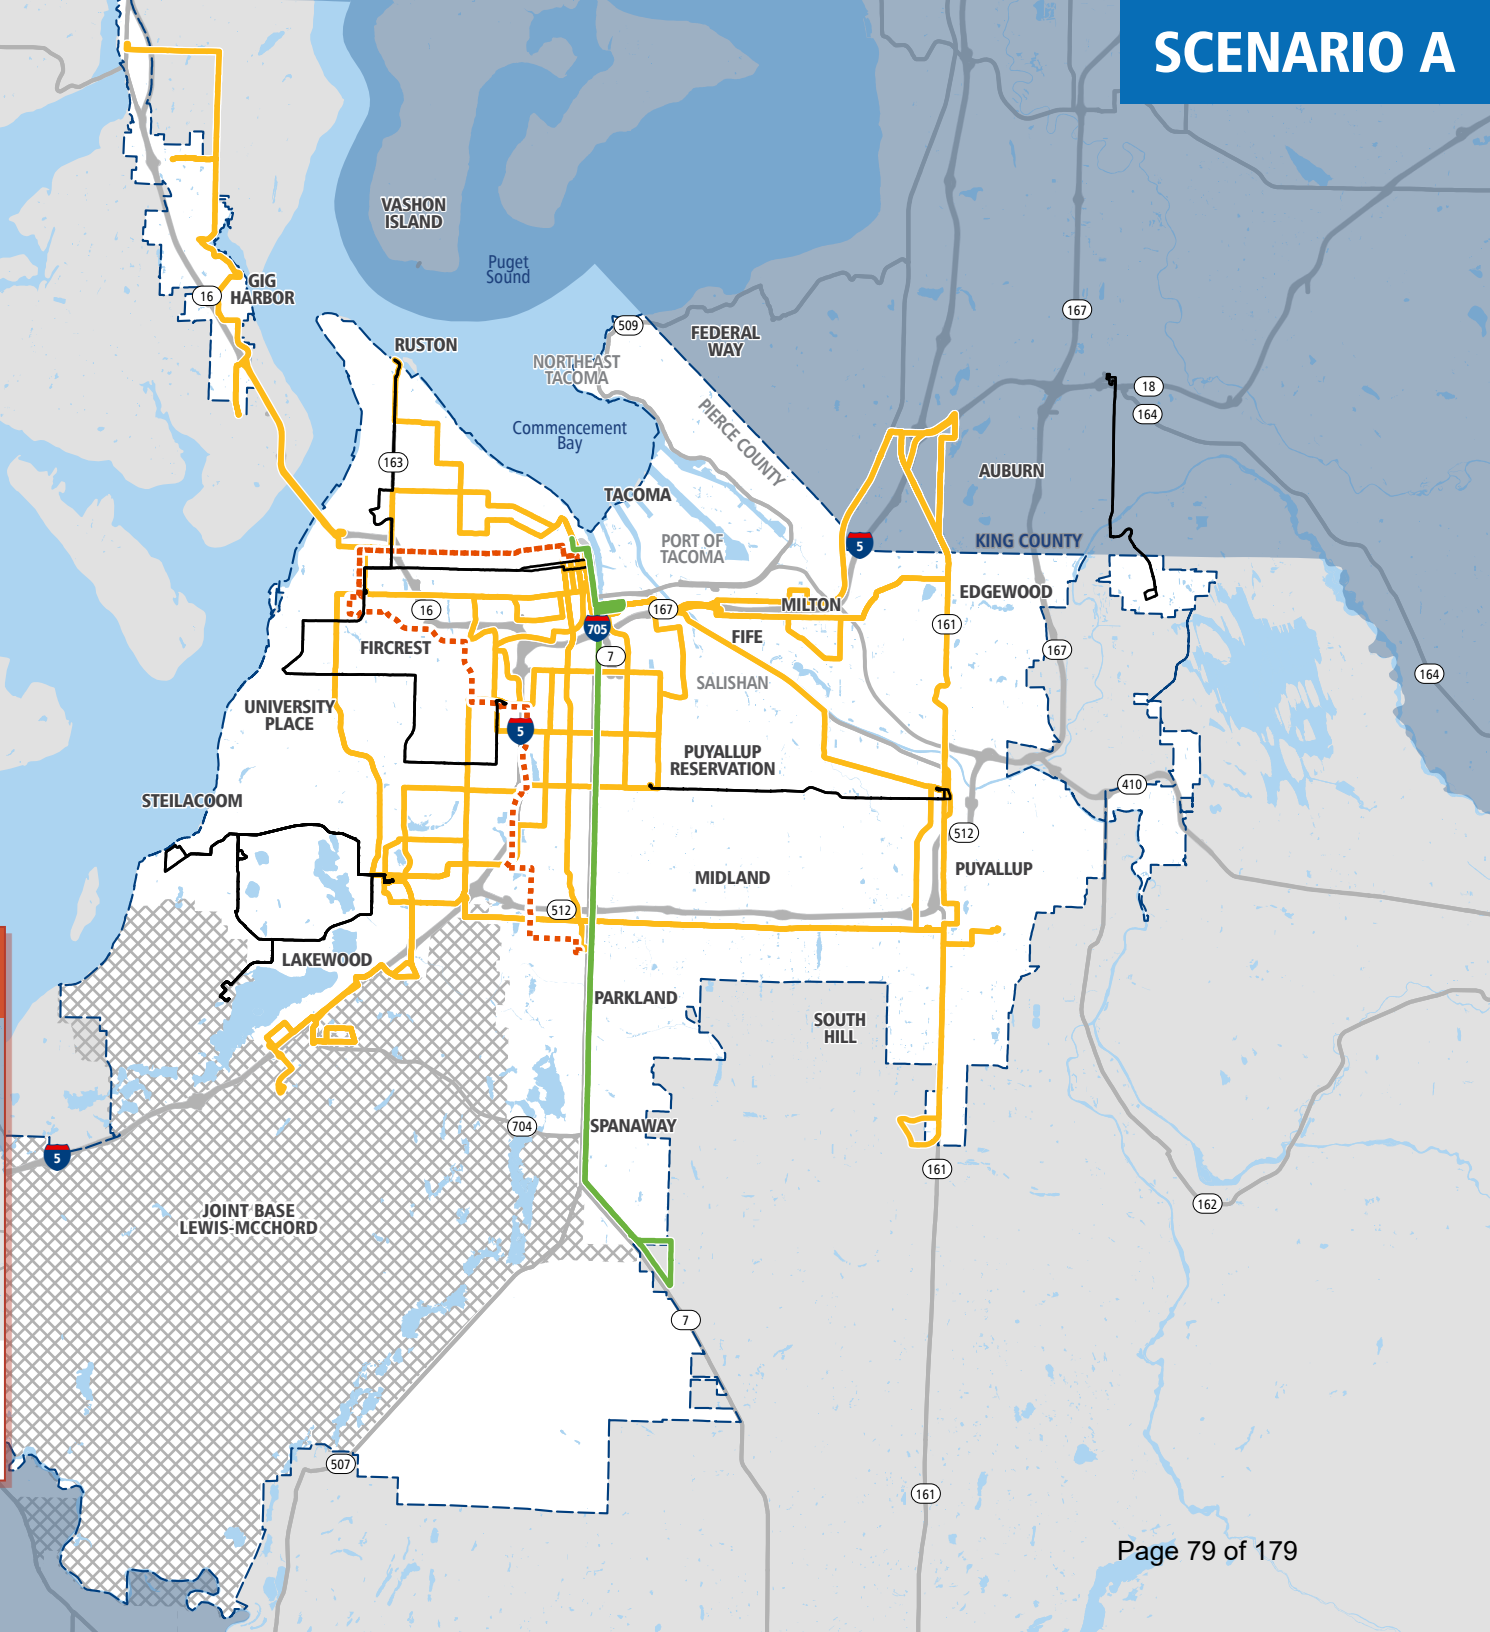 SCENARIO A
VASHON
ISLAND
Puget
Sound
GIG
HARBOR
16
167
509
FEDERAL
WAY
RUSTON
NORTHEAST
TACOMA
18
164
PIERCE COUNTY
Commencement
Bay
163
AUBURN
TACOMA
PORT OF
TACOMA
5
KING COUNTY
EDGEWOOD
16
167
MILTON
161
705
FIFE
7
FIRCREST
167
164
SALISHAN
UNIVERSITY
PLACE
5
PUYALLUP
RESERVATION
410
STEILACOOM
512
PUYALLUP
MIDLAND
512
LAKEWOOD
PARKLAND
SOUTH
HILL
704
SPANAWAY
5
161
162
JOINT BASE
LEWIS-MCCHORD
7
507
161
Page 79 of 179